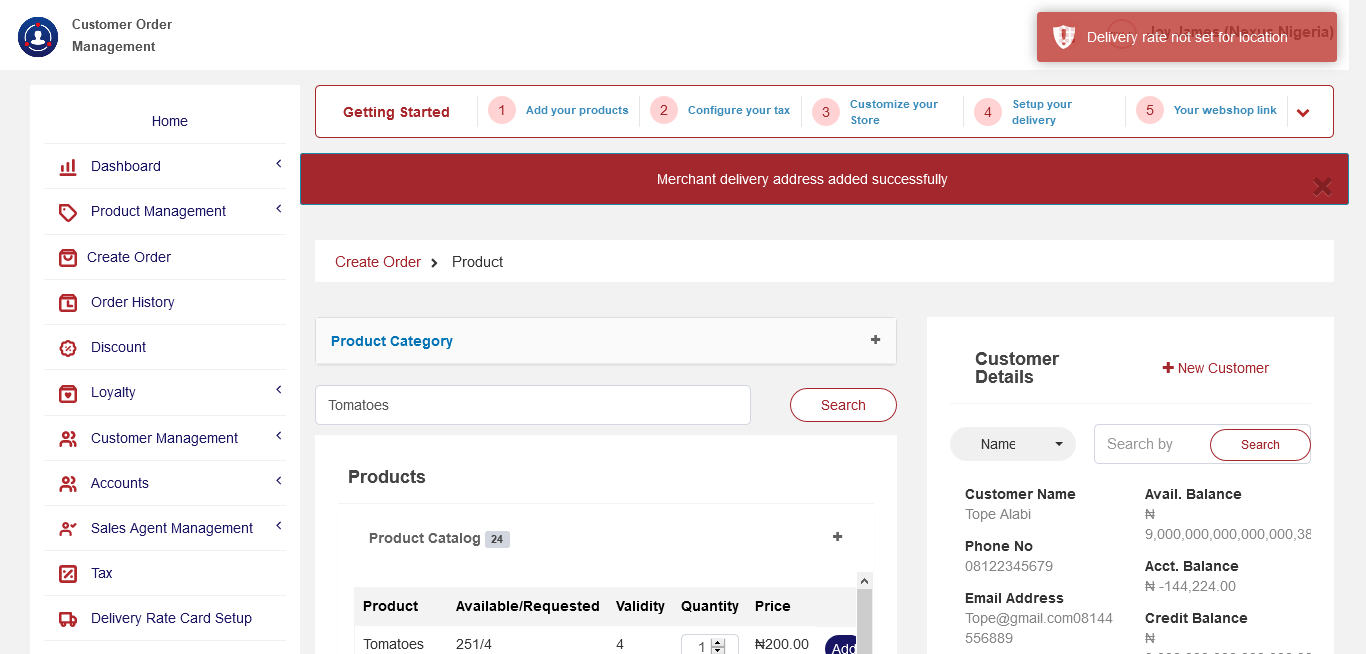 Customer Order
Management
Delivery rate not set for location
Home
Dashboard
Product Management
Create Order
Order History
Discount
Loyalty
Customer Management
Accounts
Sales Agent Management
Tax
Delivery Rate Card Setup
Getting Started
1 Add your products
2 Configure your tax
3 Customize your
Store
4 Setup your
delivery
5 Your webshop link
Merchant delivery address added successfully
Create Order Product
Product Category
Tomatoes
Search
Products
Product Catalog 24
Product Available/Requested Validity Quantity Price
Tomatoes 251/4 4 1 ₦200.00 Add
Customer
Details
New Customer
Name
Search by
Search
Customer Name
Tope Alabi
Phone No
08122345679
Email Address
Tope@gmail.com08144
556889
Avail. Balance
₦
9,000,000,000,000,000,38
Acct. Balance
₦ -144,224.00
Credit Balance
₦